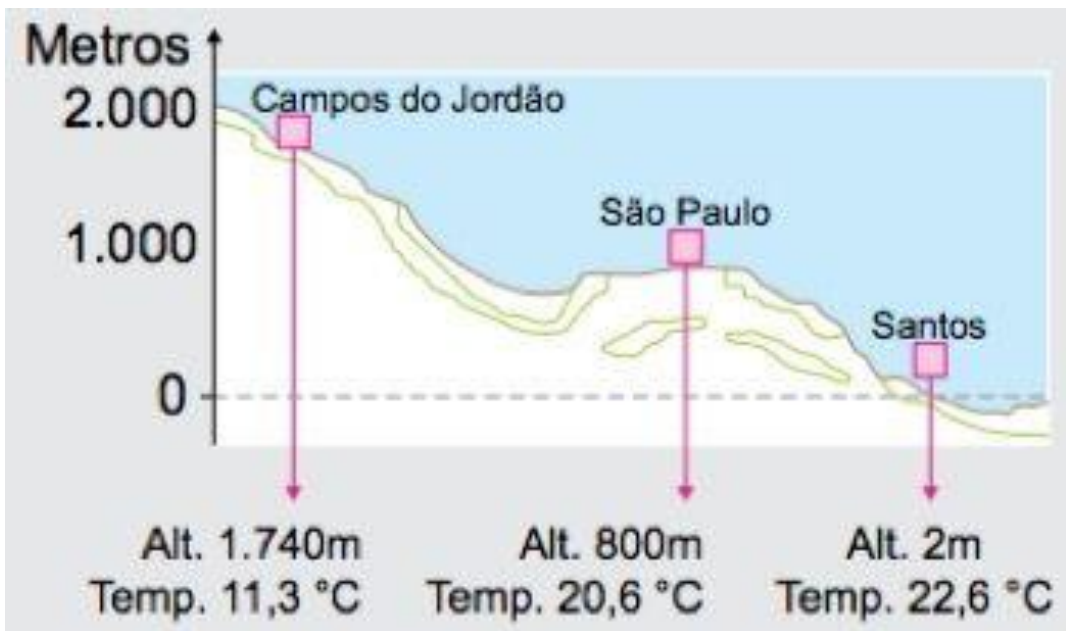 Metros
2.000
Campos do Jordão
1.000
São Paulo
Santos
0
Alt. 1.740m
Temp. 11,3 °C
Alt. 800m
Temp. 20,6 °C
Alt. 2m
Temp. 22,6 °C